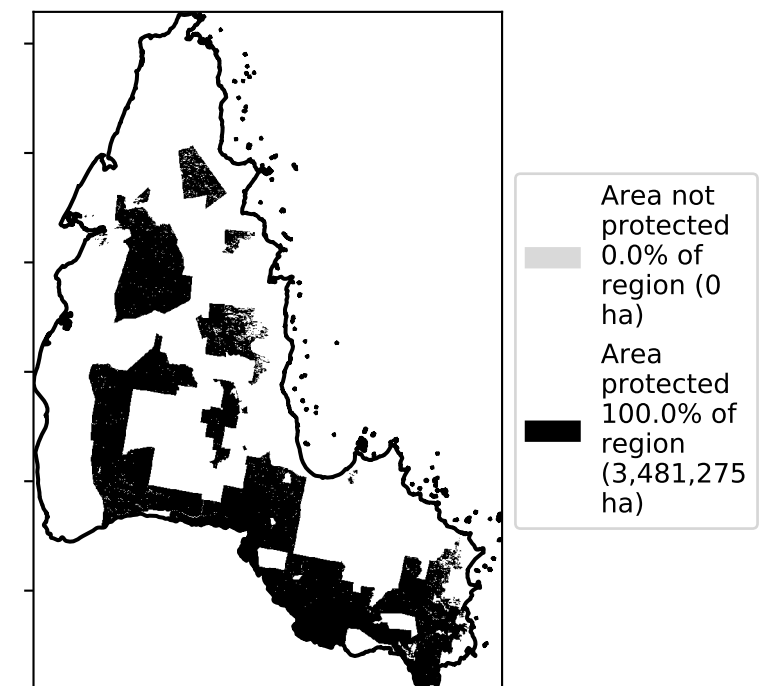 Area not
protected
0.0% of
region (0
ha)
Area
protected
100.0% of
region
(3,481,275
ha)